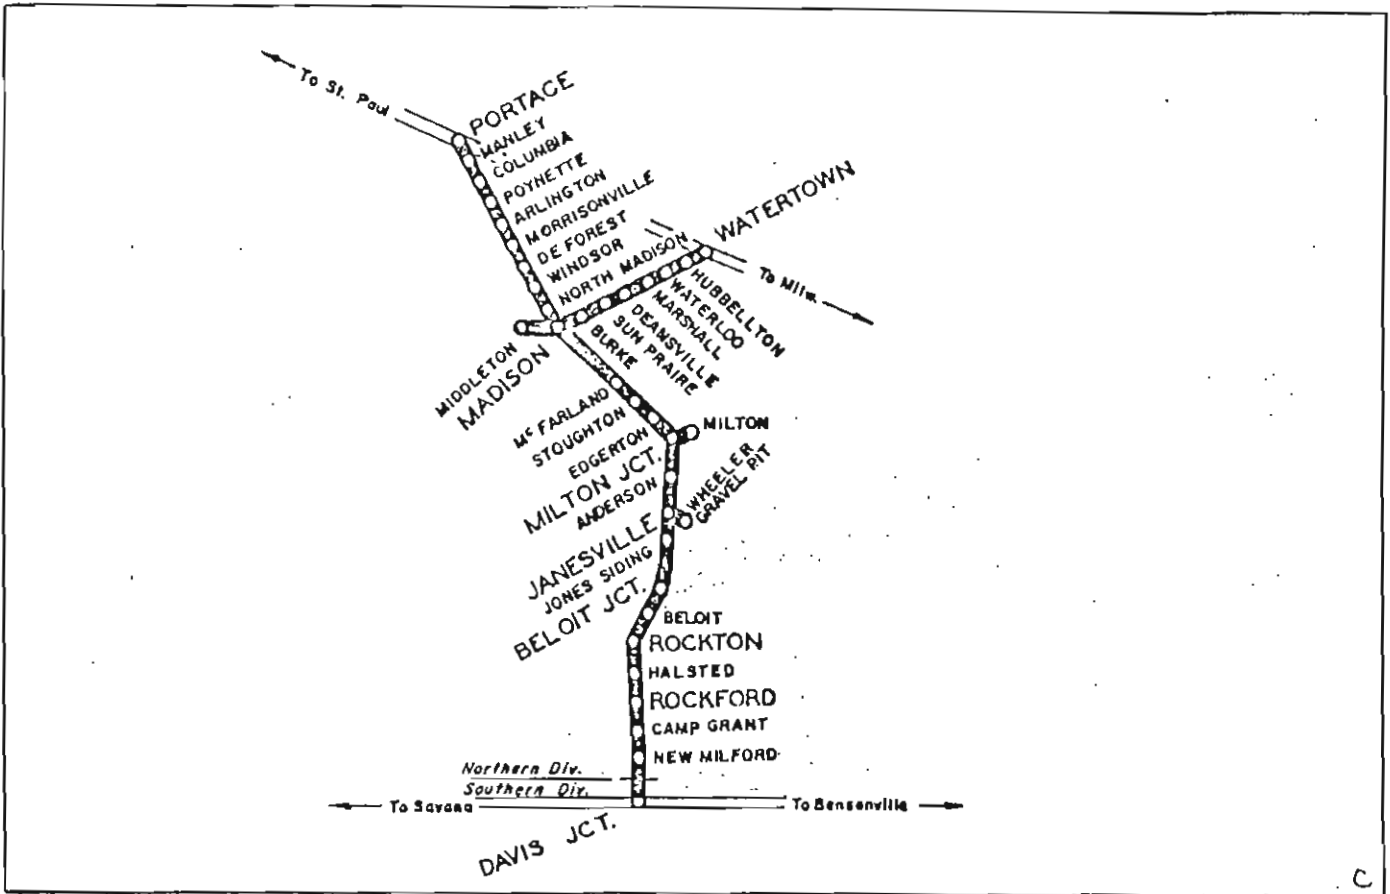 To St. Paul
PORTAGE
MANLEY
COLUMBIA
POYNETTE
ARLINGTON
MORRISONVILLE
DE FOREST
WINDSOR
NORTH MADISON
WATERTOWN
To Milw.
HUBBELLTON
WATERLOO
MARSHALL
DEANSVILLE
SUN PRAIRE
BURKE
MIDDLETON
MADISON
Mc FARLAND
STOUGHTON
EDGERTON
MILTON JCT.
MILTON
ANDERSON
WHEELER
GRAVEL PIT
JANESVILLE
JONES SIDING
BELOIT JCT.
BELOIT
ROCKTON
HALSTED
ROCKFORD
CAMP GRANT
NEW MILFORD
Northern Div.
Southern Div.
To Savana
To Bensenville
DAVIS JCT.
C